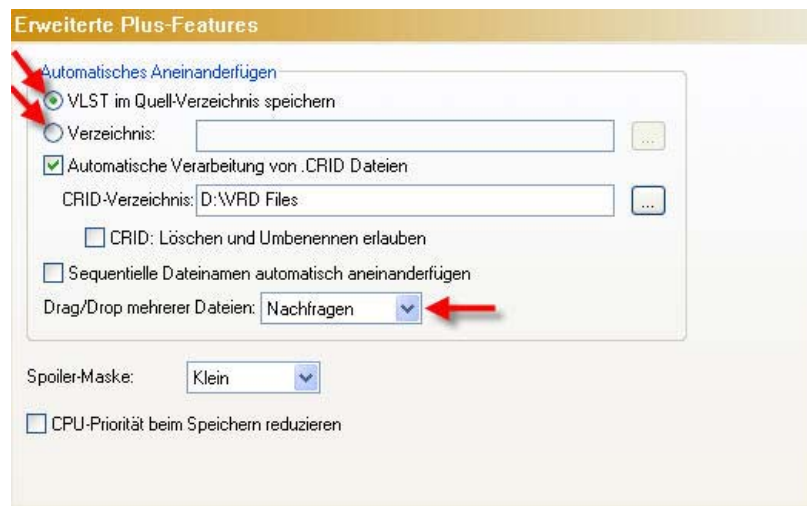 Erweiterte Plus-Features
Automatisches Aneinanderfügen
VLST im Quell-Verzeichnis speichern
Verzeichnis: ...
Automatische Verarbeitung von .CRID Dateien
CRID-Verzeichnis: D:\VRD Files ...
CRID: Löschen und Umbenennen erlauben
Sequentielle Dateinamen automatisch aneinanderfügen
Drag/Drop mehrerer Dateien: Nachfragen
Spoiler-Maske: Klein
CPU-Priorität beim Speichern reduzieren